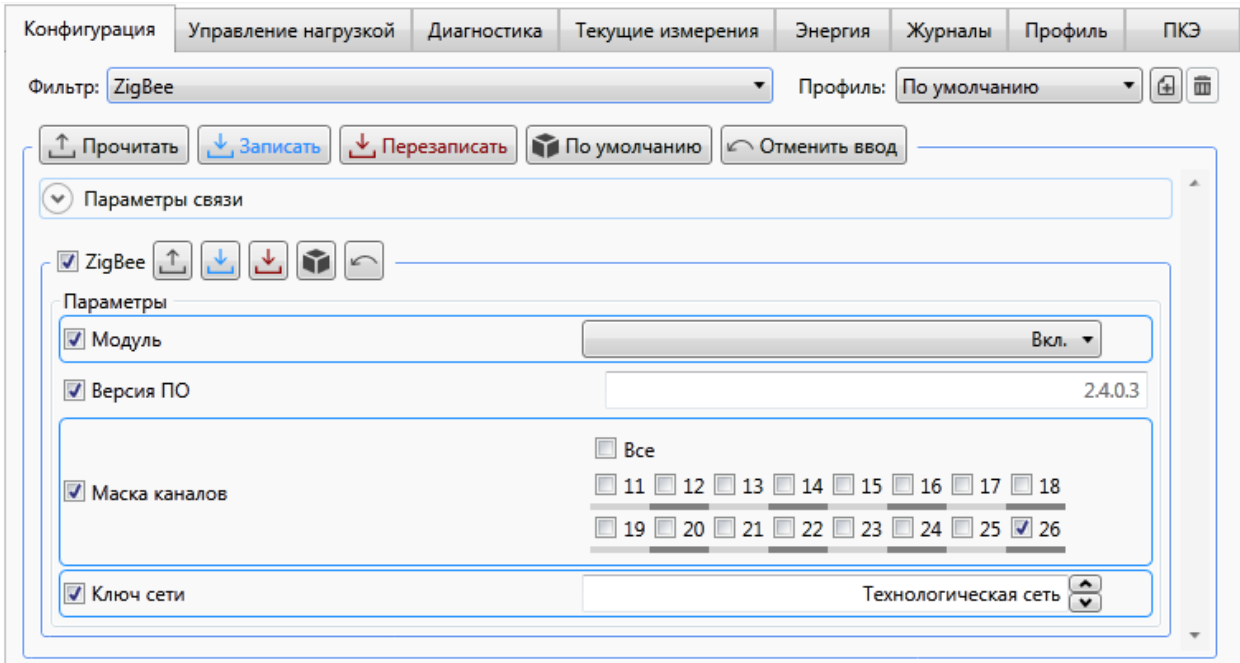 Конфигурация Управление нагрузкой Диагностика Текущие измерения Энергия Журналы Профиль ПКЭ
Фильтр: ZigBee Профиль: По умолчанию
Прочитать Записать Перезаписать По умолчанию Отменить ввод
Параметры связи
ZigBee
Параметры
Модуль Вкл.
Версия ПО 2.4.0.3
Все
11 12 13 14 15 16 17 18
Маска каналов
19 20 21 22 23 24 25 26
Ключ сети Технологическая сеть